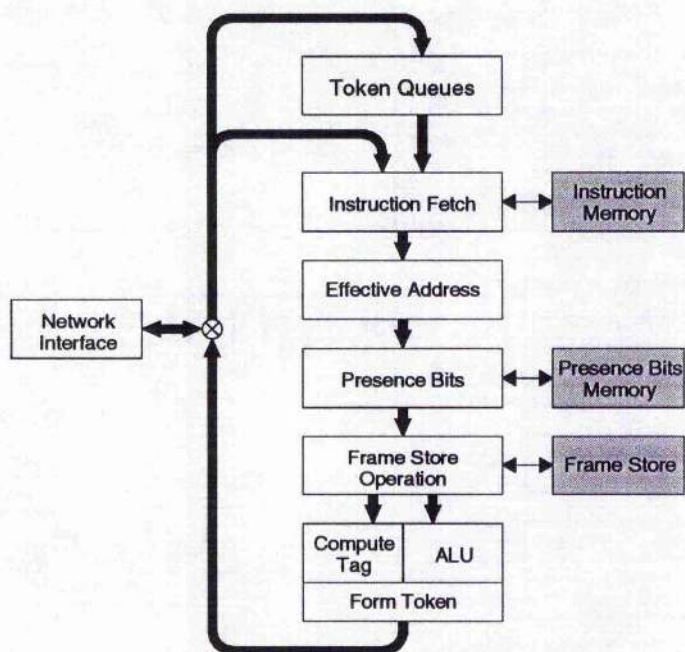 Token Queues
Instruction Fetch
Instruction
Memory
Effective Address
Network
Interface
Presence Bits
Presence Bits
Memory
Frame Store
Operation
Frame Store
Compute
Tag
ALU
Form Token